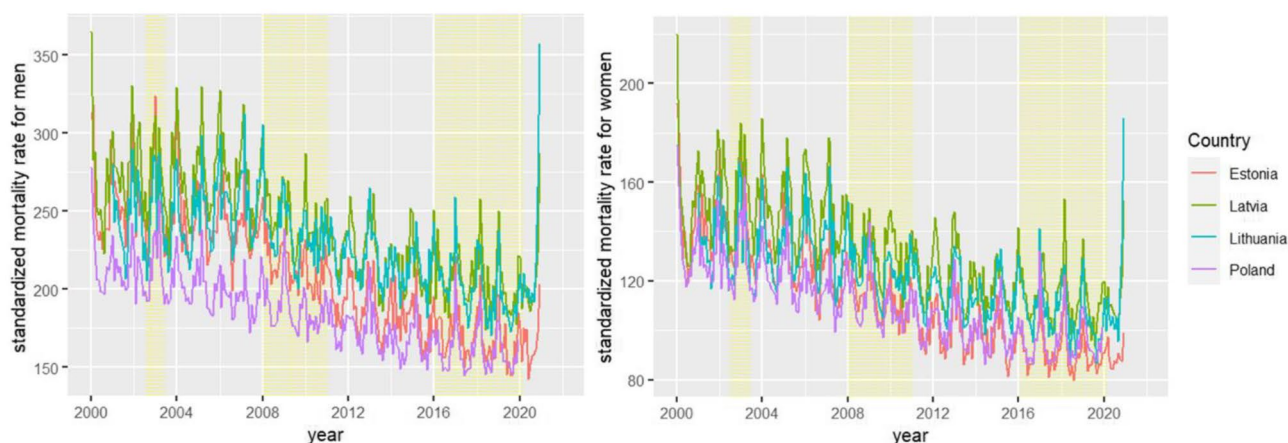 standardized mortality rate for men
350
300
250
200
150
2000
2004
2008
2012
2016
2020
year
standardized mortality rate for women
200
160
120
80
2000
2004
2008
2012
2016
2020
year
Country
Estonia
Latvia
Lithuania
Poland